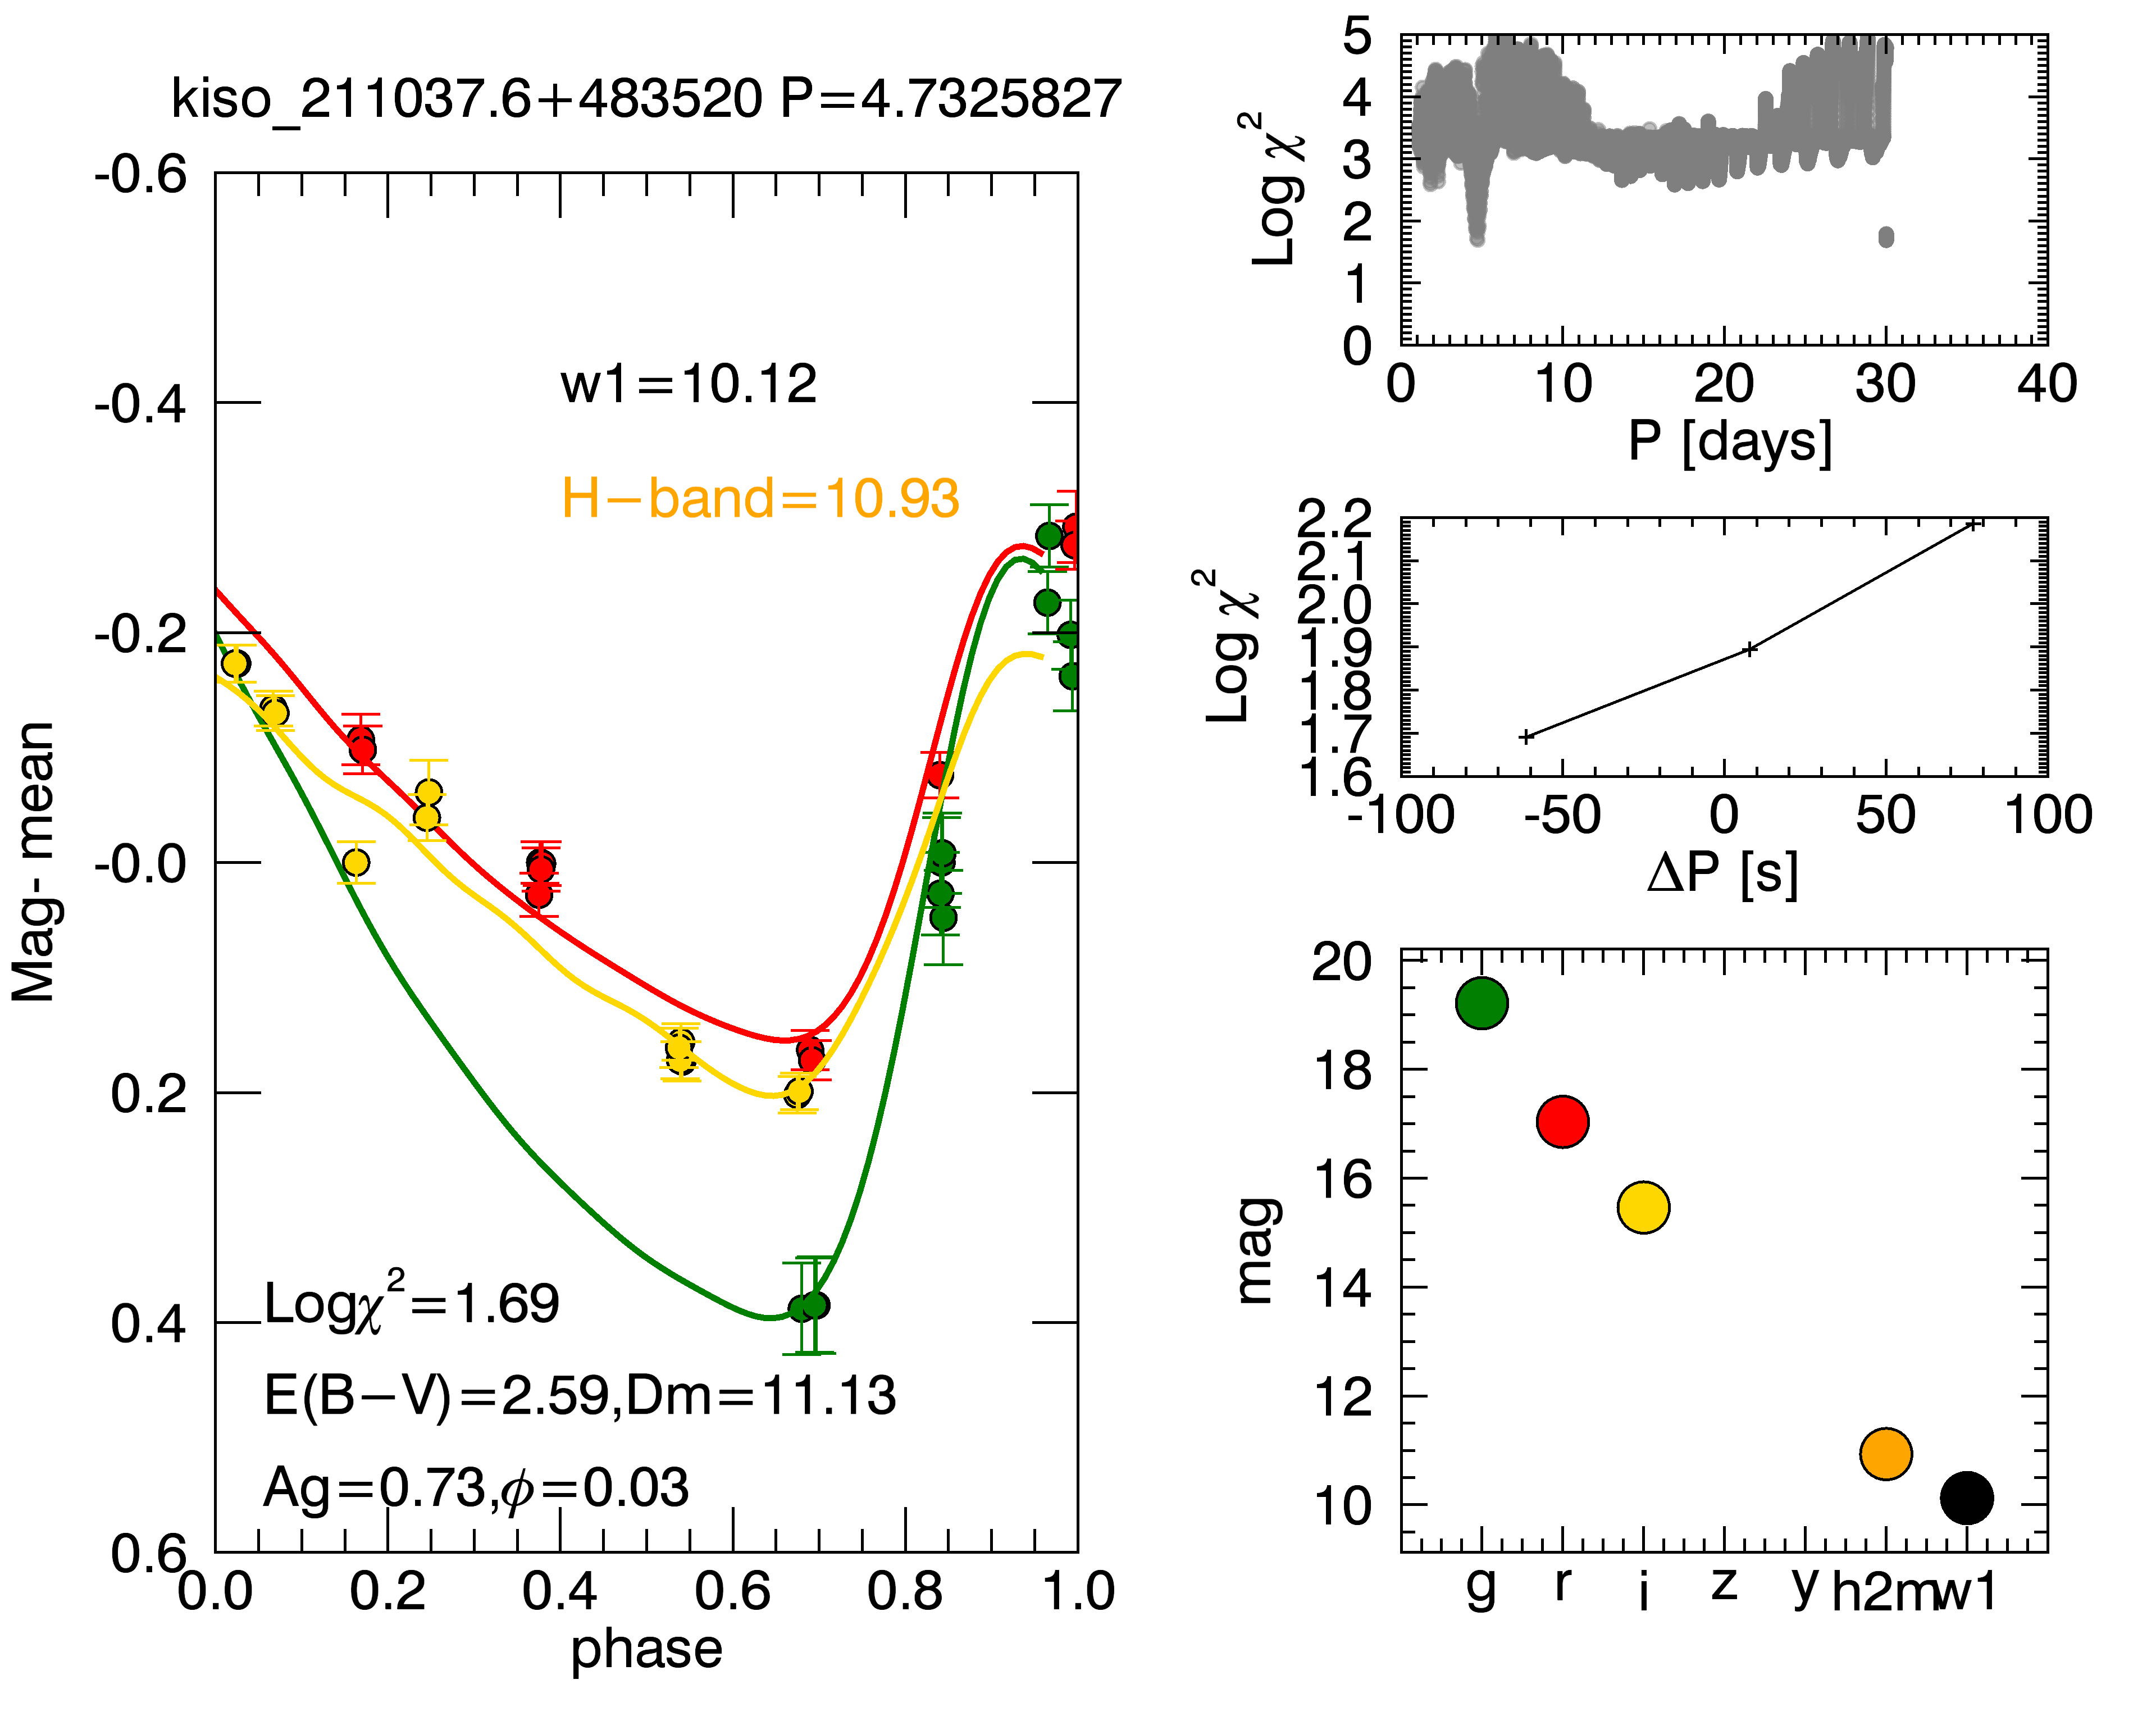 kiso_211037.6+483520 P=4.7325827
-0.6
-0.4
-0.2
-0.0
0.2
0.4
0.6
Mag- mean
w1=10.12
H-band=10.93
Logχ²=1.69
E(B-V)=2.59,Dm=11.13
Ag=0.73,ϕ=0.03
0.0 0.2 0.4 0.6 0.8 1.0
phase
5
4
3
2
1
0
Log χ²
0 10 20 30 40
P [days]
2.2
2.1
2.0
1.9
1.8
1.7
1.6
Log χ²
-100 -50 0 50 100
ΔP [s]
20
18
16
14
12
10
mag
g r i z y h2mw1